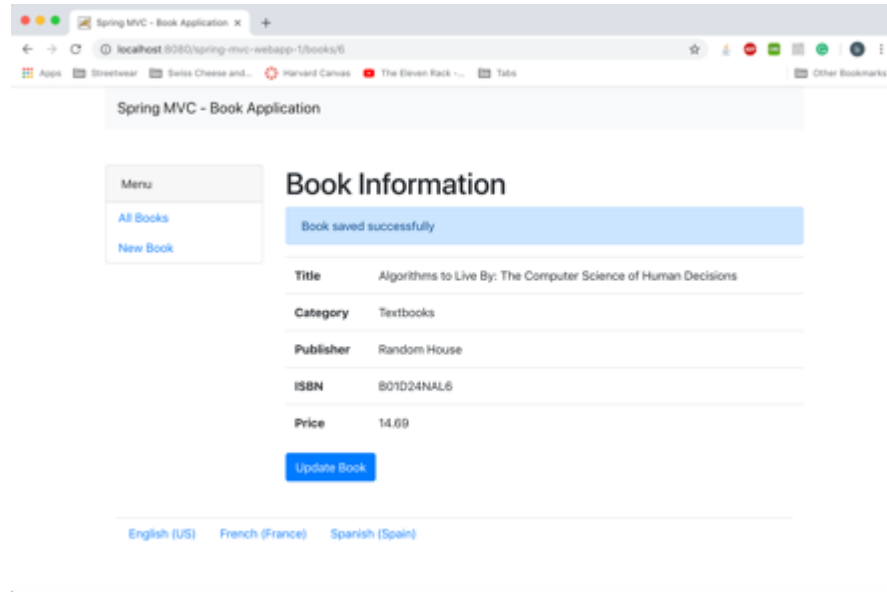 Spring MVC - Book Application
localhost:8080/spring-mvc-webapp-1/books/6
Apps Streetwear Swiss Cheese and... Harvard Canvas The Eleven Rack -... Tabs Other Bookmarks
Spring MVC - Book Application
Menu
All Books
New Book
Book Information
Book saved successfully
Title Algorithms to Live By: The Computer Science of Human Decisions
Category Textbooks
Publisher Random House
ISBN B01D24NAL6
Price 14.69
Update Book
English (US) French (France) Spanish (Spain)